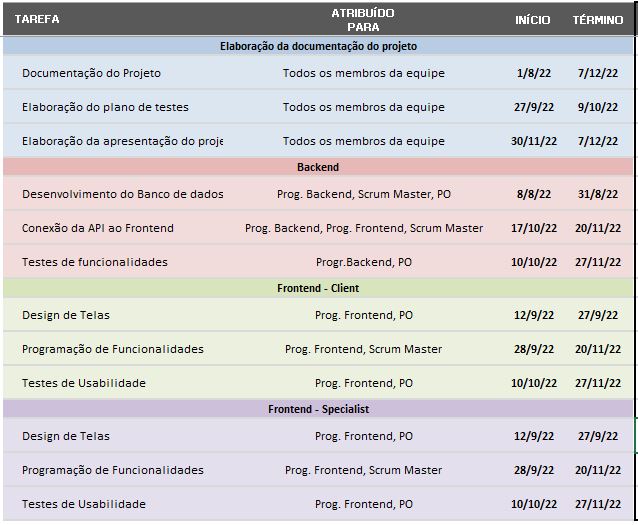 TAREFA ATRIBUÍDO PARA INÍCIO TÉRMINO
Elaboração da documentação do projeto
Documentação do Projeto Todos os membros da equipe 1/8/22 7/12/22
Elaboração do plano de testes Todos os membros da equipe 27/9/22 9/10/22
Elaboração da apresentação do proje Todos os membros da equipe 30/11/22 7/12/22
Backend
Desenvolvimento do Banco de dados Prog. Backend, Scrum Master, PO 8/8/22 31/8/22
Conexão da API ao Frontend Prog. Backend, Prog. Frontend, Scrum Master 17/10/22 20/11/22
Testes de funcionalidades Progr.Backend, PO 10/10/22 27/11/22
Frontend - Client
Design de Telas Prog. Frontend, PO 12/9/22 27/9/22
Programação de Funcionalidades Prog. Frontend, Scrum Master 28/9/22 20/11/22
Testes de Usabilidade Prog. Frontend, PO 10/10/22 27/11/22
Frontend - Specialist
Design de Telas Prog. Frontend, PO 12/9/22 27/9/22
Programação de Funcionalidades Prog. Frontend, Scrum Master 28/9/22 20/11/22
Testes de Usabilidade Prog. Frontend, PO 10/10/22 27/11/22